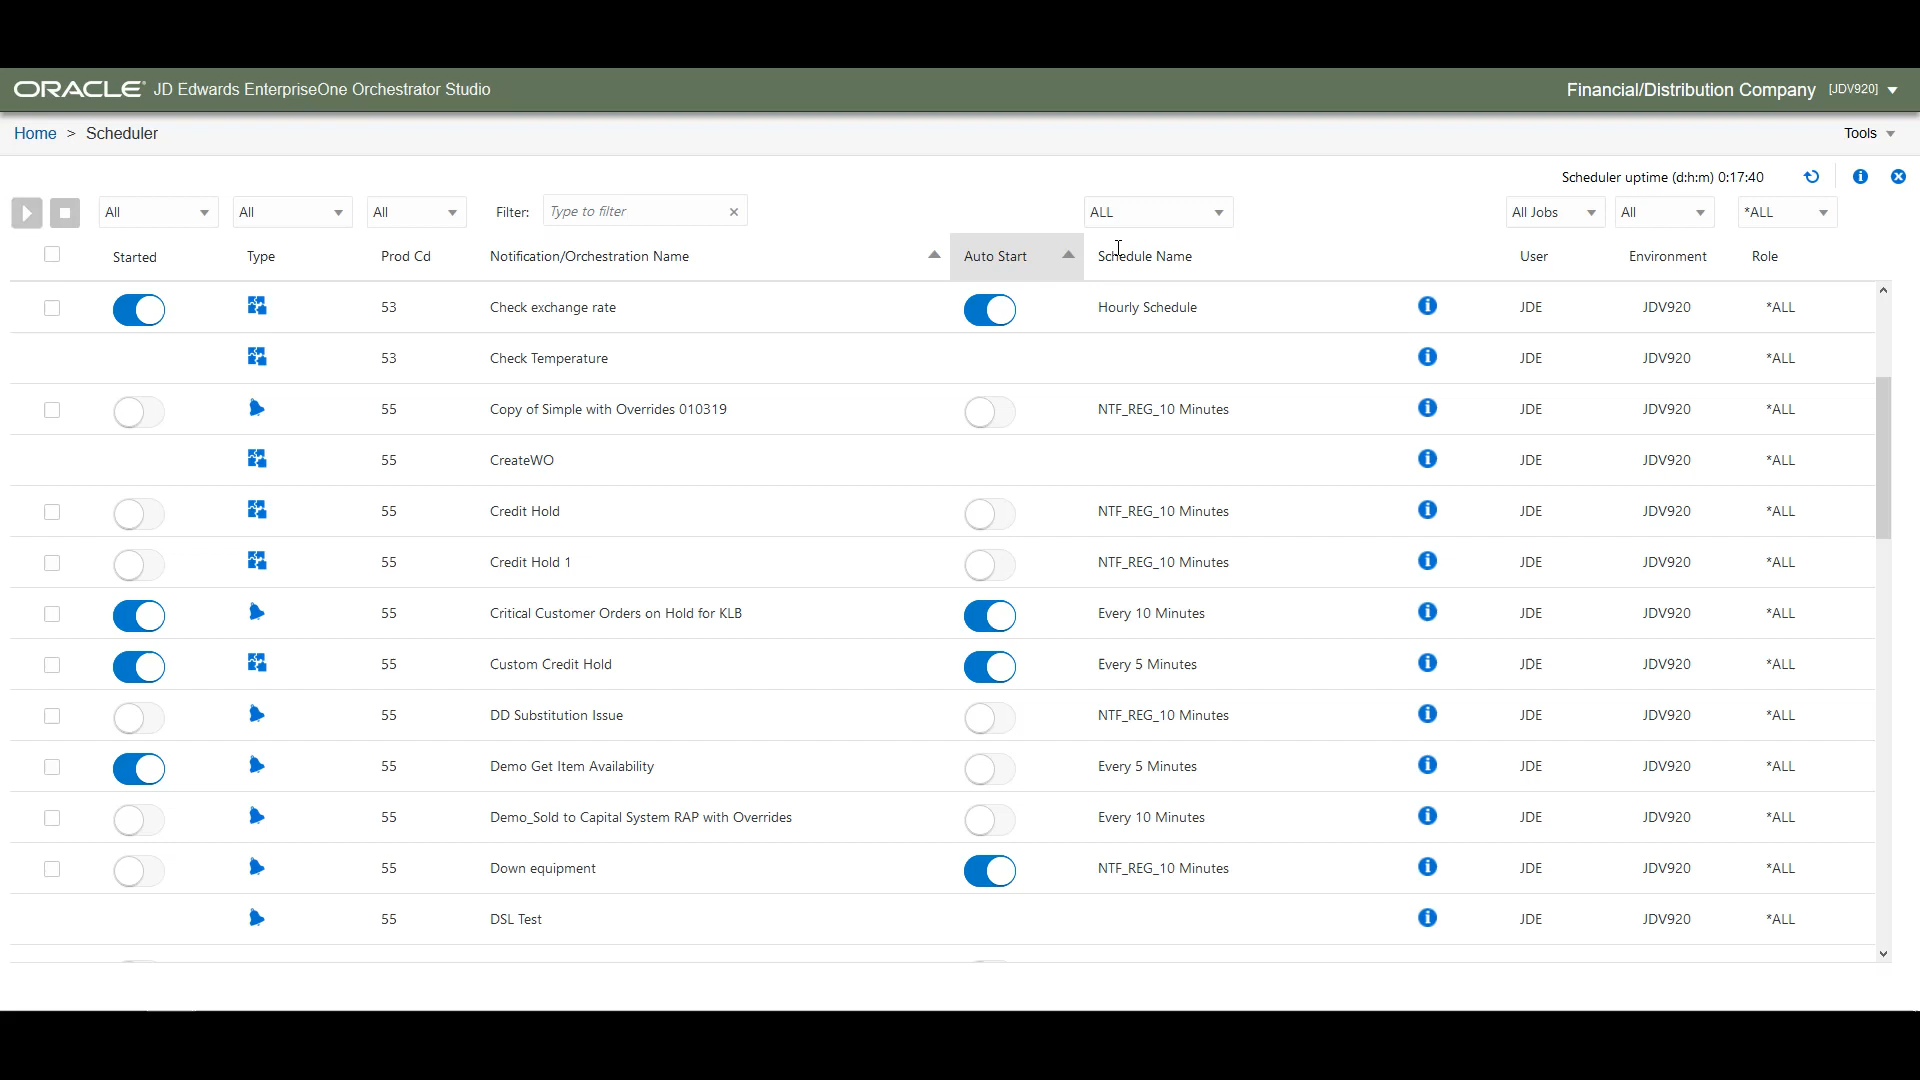 ORACLE JD Edwards EnterpriseOne Orchestrator Studio Financial/Distribution Company [JDV920]
Home > Scheduler Tools
Scheduler uptime (d:h:m) 0:17:40
All All All Filter: Type to filter ALL All Jobs All *ALL
Started Type Prod Cd Notification/Orchestration Name Auto Start Schedule Name User Environment Role
53 Check exchange rate Hourly Schedule JDE JDV920 *ALL
53 Check Temperature JDE JDV920 *ALL
55 Copy of Simple with Overrides 010319 NTF_REG_10 Minutes JDE JDV920 *ALL
55 CreateWO JDE JDV920 *ALL
55 Credit Hold NTF_REG_10 Minutes JDE JDV920 *ALL
55 Credit Hold 1 NTF_REG_10 Minutes JDE JDV920 *ALL
55 Critical Customer Orders on Hold for KLB Every 10 Minutes JDE JDV920 *ALL
55 Custom Credit Hold Every 5 Minutes JDE JDV920 *ALL
55 DD Substitution Issue NTF_REG_10 Minutes JDE JDV920 *ALL
55 Demo Get Item Availability Every 5 Minutes JDE JDV920 *ALL
55 Demo_Sold to Capital System RAP with Overrides Every 10 Minutes JDE JDV920 *ALL
55 Down equipment NTF_REG_10 Minutes JDE JDV920 *ALL
55 DSL Test JDE JDV920 *ALL